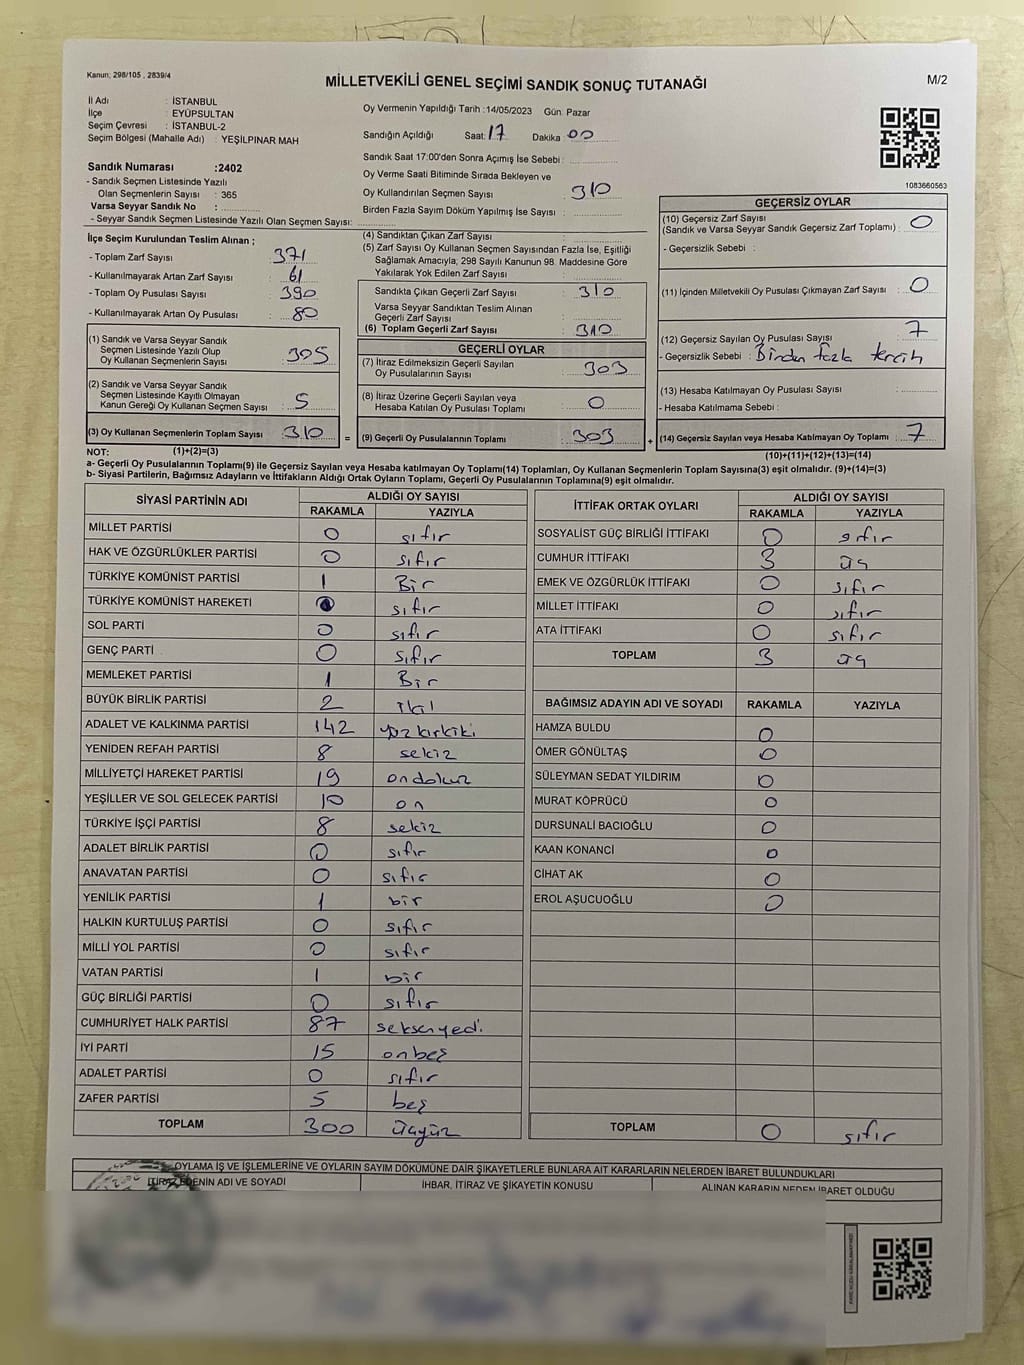 Kanun; 298/105 , 2839/4
MİLLETVEKİLİ GENEL SEÇİMİ SANDIK SONUÇ TUTANAĞI
M/2
İl Adı : İSTANBUL
İlçe : EYÜPSULTAN
Seçim Çevresi : İSTANBUL-2
Seçim Bölgesi (Mahalle Adı) : YEŞİLPINAR MAH
Sandık Numarası :2402
- Sandık Seçmen Listesinde Yazılı
Olan Seçmenlerin Sayısı : 365
Varsa Seyyar Sandık No :
- Seyyar Sandık Seçmen Listesinde Yazılı Olan Seçmen Sayısı:
Oy Vermenin Yapıldığı Tarih :14/05/2023 Gün: Pazar
Sandığın Açıldığı Saat: 17 Dakika : 00
Sandık Saat 17:00'den Sonra Açımış İse Sebebi :
Oy Verme Saati Bitiminde Sırada Bekleyen ve
Oy Kullandırılan Seçmen Sayısı : 310
Birden Fazla Sayım Döküm Yapılmış İse Sayısı :
1083660563
İlçe Seçim Kurulundan Teslim Alınan ;
- Toplam Zarf Sayısı : 371
- Kullanılmayarak Artan Zarf Sayısı : 61
- Toplam Oy Pusulası Sayısı : 390
- Kullanılmayarak Artan Oy Pusulası : 80
(1) Sandık ve Varsa Seyyar Sandık
Seçmen Listesinde Yazılı Olup
Oy Kullanan Seçmenlerin Sayısı : 305
(2) Sandık ve Varsa Seyyar Sandık
Seçmen Listesinde Kayıtlı Olmayan
Kanun Gereği Oy Kullanan Seçmen Sayısı : 5
(3) Oy Kullanan Seçmenlerin Toplam Sayısı : 310
(4) Sandıktan Çıkan Zarf Sayısı :
(5) Zarf Sayısı Oy Kullanan Seçmen Sayısından Fazla İse, Eşitliği
Sağlamak Amacıyla; 298 Sayılı Kanunun 98. Maddesine Göre
Yakılarak Yok Edilen Zarf Sayısı :
Sandıkta Çıkan Geçerli Zarf Sayısı : 310
Varsa Seyyar Sandıktan Teslim Alınan
Geçerli Zarf Sayısı :
(6) Toplam Geçerli Zarf Sayısı : 310
GEÇERLİ OYLAR
(7) İtiraz Edilmeksizin Geçerli Sayılan
Oy Pusulalarının Sayısı : 303
(8) İtiraz Üzerine Geçerli Sayılan veya
Hesaba Katılan Oy Pusulası Toplamı : 0
= (9) Geçerli Oy Pusulalarının Toplamı : 303
GEÇERSİZ OYLAR
(10) Geçersiz Zarf Sayısı
(Sandık ve Varsa Seyyar Sandık Geçersiz Zarf Toplamı) : 0
- Geçersizlik Sebebi :
(11) İçinden Milletvekili Oy Pusulası Çıkmayan Zarf Sayısı : 0
(12) Geçersiz Sayılan Oy Pusulası Sayısı : 7
- Geçersizlik Sebebi : Birden fazla tercih
(13) Hesaba Katılmayan Oy Pusulası Sayısı :
- Hesaba Katılmama Sebebi :
+ (14) Geçersiz Sayılan veya Hesaba Katılmayan Oy Toplamı : 7
NOT: (1)+(2)=(3)
(10)+(11)+(12)+(13)=(14)
a- Geçerli Oy Pusulalarının Toplamı(9) ile Geçersiz Sayılan veya Hesaba katılmayan Oy Toplamı(14) Toplamları, Oy Kullanan Seçmenlerin Toplam Sayısına(3) eşit olmalıdır. (9)+(14)=(3)
b- Siyasi Partilerin, Bağımsız Adayların ve İttifakların Aldığı Ortak Oyların Toplamı, Geçerli Oy Pusulalarının Toplamına(9) eşit olmalıdır.
SİYASİ PARTİNİN ADI ALDIĞI OY SAYISI
RAKAMLA YAZIYLA
MİLLET PARTİSİ 0 sıfır
HAK VE ÖZGÜRLÜKLER PARTİSİ 0 sıfır
TÜRKİYE KOMÜNİST PARTİSİ 1 Bir
TÜRKİYE KOMÜNİST HAREKETİ sıfır
SOL PARTİ 0 sıfır
GENÇ PARTİ 0 sıfır
MEMLEKET PARTİSİ 1 Bir
BÜYÜK BİRLİK PARTİSİ 2 iki
ADALET VE KALKINMA PARTİSİ 142 yüzkırkiki
YENİDEN REFAH PARTİSİ 8 sekiz
MİLLİYETÇİ HAREKET PARTİSİ 19 ondokuz
YEŞİLLER VE SOL GELECEK PARTİSİ 10 on
TÜRKİYE İŞÇİ PARTİSİ 8 sekiz
ADALET BİRLİK PARTİSİ 0 sıfır
ANAVATAN PARTİSİ 0 sıfır
YENİLİK PARTİSİ 1 bir
HALKIN KURTULUŞ PARTİSİ 0 sıfır
MİLLİ YOL PARTİSİ 0 sıfır
VATAN PARTİSİ 1 bir
GÜÇ BİRLİĞİ PARTİSİ 0 sıfır
CUMHURİYET HALK PARTİSİ 87 seksenyedi
İYİ PARTİ 15 onbeş
ADALET PARTİSİ 0 sıfır
ZAFER PARTİSİ 5 beş
TOPLAM 300 üçyüz
İTTİFAK ORTAK OYLARI ALDIĞI OY SAYISI
RAKAMLA YAZIYLA
SOSYALİST GÜÇ BİRLİĞİ İTTİFAKI 0 sıfır
CUMHUR İTTİFAKI 3 üç
EMEK VE ÖZGÜRLÜK İTTİFAKI 0 sıfır
MİLLET İTTİFAKI 0 sıfır
ATA İTTİFAKI 0 sıfır
TOPLAM 3 üç
BAĞIMSIZ ADAYIN ADI VE SOYADI RAKAMLA YAZIYLA
HAMZA BULDU 0
ÖMER GÖNÜLTAŞ 0
SÜLEYMAN SEDAT YILDIRIM 0
MURAT KÖPRÜCÜ 0
DURSUNALİ BACIOĞLU 0
KAAN KONANCİ 0
CİHAT AK 0
EROL AŞUCUOĞLU 0
TOPLAM 0 sıfır
OYLAMA İŞ VE İŞLEMLERİNE VE OYLARIN SAYIM DÖKÜMÜNE DAİR ŞİKAYETLERLE BUNLARA AİT KARARLARIN NELERDEN İBARET BULUNDUKLARI
İTİRAZ EDENİN ADI VE SOYADI İHBAR, İTİRAZ VE ŞİKAYETİN KONUSU ALINAN KARARIN NEDEN İBARET OLDUĞU